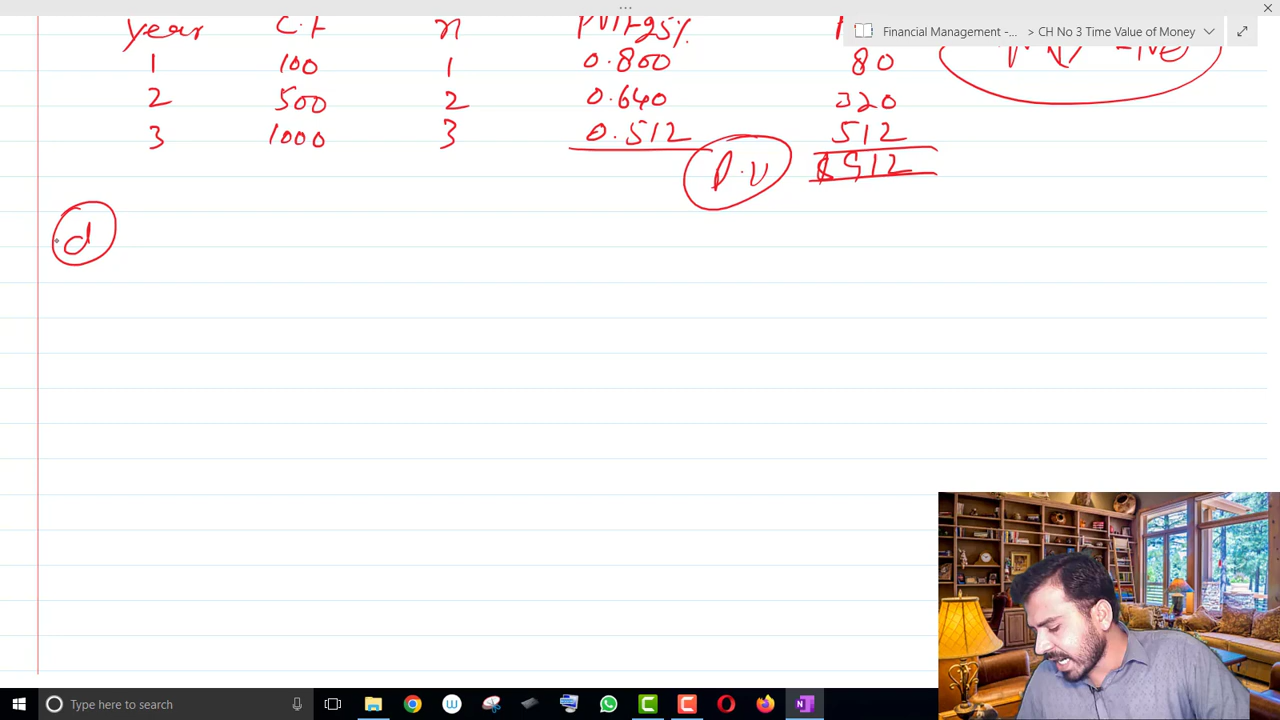 Financial Management -... > CH No 3 Time Value of Money
year C.F n PVIF25%
1 100 1 0.800 80
2 500 2 0.640 320
3 1000 3 0.512 512
P.V $912
d
Type here to search